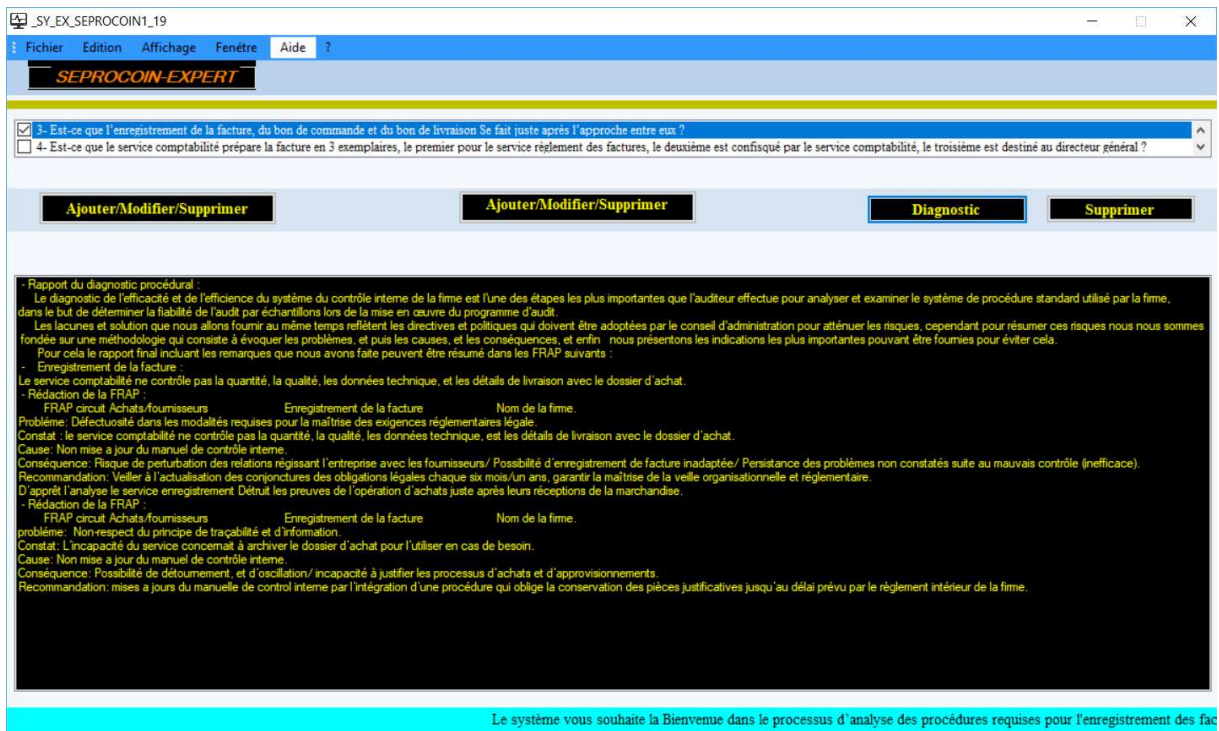 _SY_EX_SEPROCOIN1_19
Fichier Edition Affichage Fenétre Aide ?
SEPROCOIN-EXPERT
3- Est-ce que l'enregistrement de la facture, du bon de commande et du bon de livraison Se fait juste après l'approche entre eux ?
4- Est-ce que le service comptabilité prépare la facture en 3 exemplaires, le premier pour le service règlement des factures, le deuxième est confisqué par le service comptabilité, le troisième est destiné au directeur général ?
Ajouter/Modifier/Supprimer Ajouter/Modifier/Supprimer Diagnostic Supprimer
- Rapport du diagnostic procédural :
Le diagnostic de l'efficacité et de l'efficience du système du contrôle interne de la firme est l'une des étapes les plus importantes que l'auditeur effectue pour analyser et examiner le système de procédure standard utilisé par la firme,
dans le but de déterminer la fiabilité de l'audit par échantillons lors de la mise en œuvre du programme d'audit.
Les lacunes et solution que nous allons fournir au même temps reflètent les directives et politiques qui doivent être adoptées par le conseil d'administration pour atténuer les risques, cependant pour résumer ces risques nous nous sommes
fondée sur une méthodologie qui consiste à évoquer les problèmes, et puis les causes, et les conséquences, et enfin nous présentons les indications les plus importantes pouvant être fournies pour éviter cela.
Pour cela le rapport final incluant les remarques que nous avons faite peuvent être résumé dans les FRAP suivants :
- Enregistrement de la facture :
Le service comptabilité ne contrôle pas la quantité, la qualité, les données technique, et les détails de livraison avec le dossier d'achat.
- Rédaction de la FRAP :
FRAP circuit Achats/fournisseurs Enregistrement de la facture Nom de la firme.
Probléme: Défectuosité dans les modalités requises pour la maîtrise des exigences réglementaires légale.
Constat : le service comptabilité ne contrôle pas la quantité, la qualité, les données technique, est les détails de livraison avec le dossier d'achat.
Cause: Non mise a jour du manuel de contrôle interne.
Conséquence: Risque de perturbation des relations régissant l'entreprise avec les fournisseurs/ Possibilité d'enregistrement de facture inadaptée/ Persistance des problèmes non constatés suite au mauvais contrôle (inefficace).
Recommandation: Veiller à l'actualisation des conjonctures des obligations légales chaque six mois/un ans, garantir la maîtrise de la veille organisationnelle et réglementaire.
D'apprêt l'analyse le service enregistrement Détruit les preuves de l'opération d'achats juste après leurs réceptions de la marchandise.
- Rédaction de la FRAP :
FRAP circuit Achats/fournisseurs Enregistrement de la facture Nom de la firme.
probléme: Non-respect du principe de traçabilité et d'information.
Constat: L'incapacité du service concernait à archiver le dossier d'achat pour l'utiliser en cas de besoin.
Cause: Non mise a jour du manuel de contrôle interne.
Conséquence: Possibilité de détournement, et d'oscillation/ incapacité à justifier les processus d'achats et d'approvisionnements.
Recommandation: mises a jours du manuelle de control interne par l'intégration d'une procédure qui oblige la conservation des pièces justificatives jusqu'au délai prévu par le règlement intérieur de la firme.
Le système vous souhaite la Bienvenue dans le processus d'analyse des procédures requises pour l'enregistrement des fac